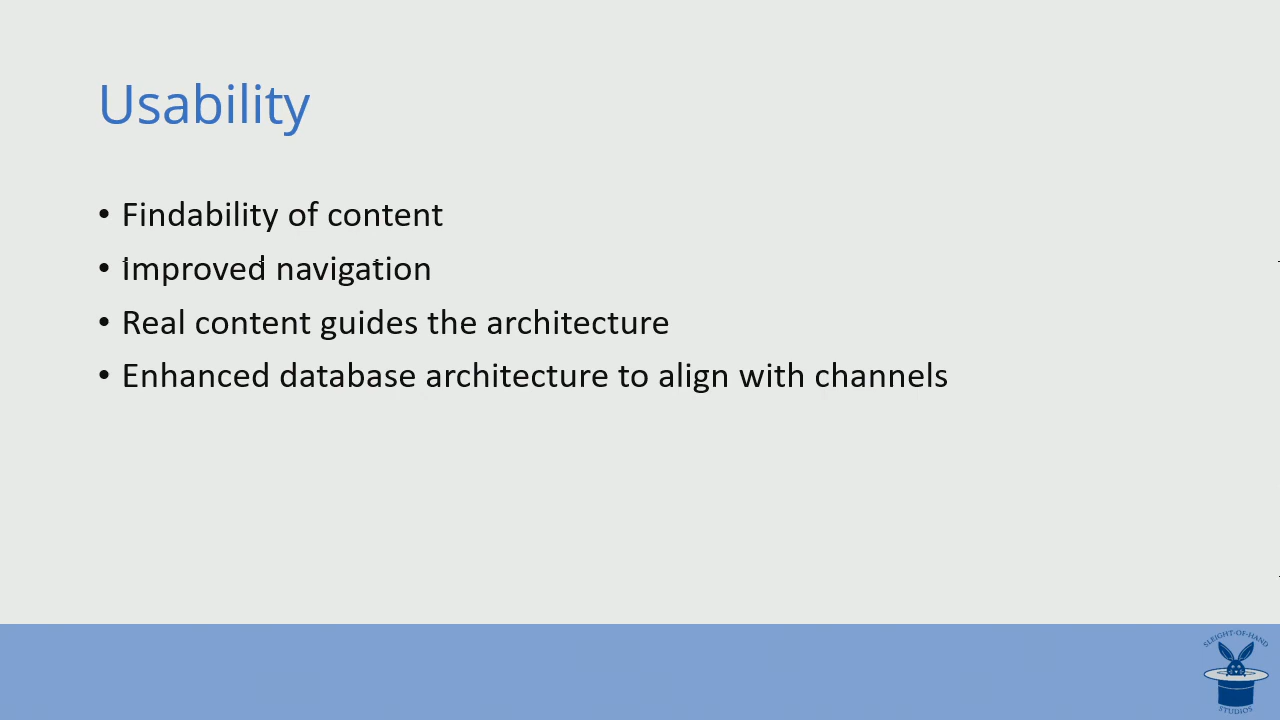 Usability
• Findability of content
• Improved navigation
• Real content guides the architecture
• Enhanced database architecture to align with channels
SLEIGHT-OF-HAND
STUDIOS